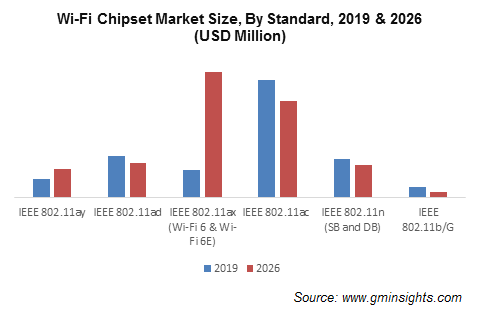 Wi-Fi Chipset Market Size, By Standard, 2019 & 2026
(USD Million)
IEEE 802.11ay
IEEE 802.11ad
IEEE 802.11ax
(Wi-Fi 6 & Wi-
Fi 6E)
IEEE 802.11ac
IEEE 802.11n
(SB and DB)
IEEE
802.11b/G
2019
2026
Source: www.gminsights.com